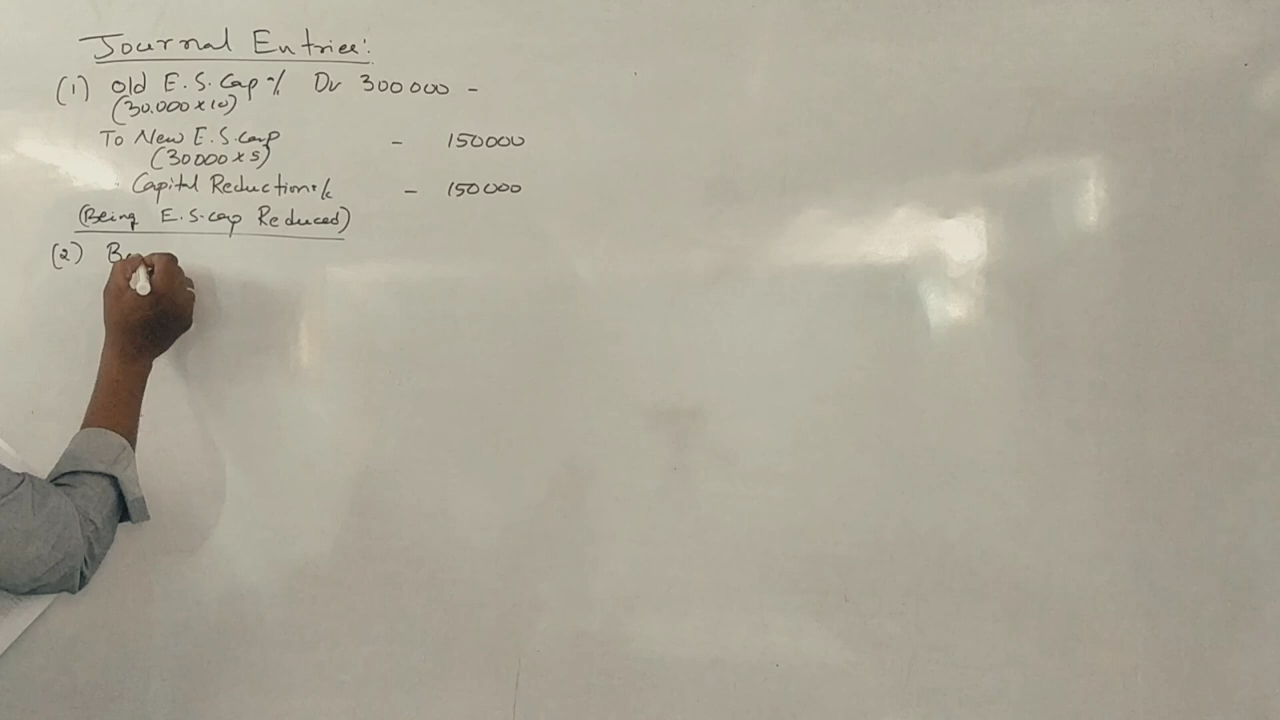 Journal Entries:
(1) Old E.S.Cap A/c Dr 300000 -
(30.000 x 10)
To New E.S.Cap - 150000
(30000 x 5)
Capital Reduction A/c - 150000
(Being E.S.cap Reduced)
(2)